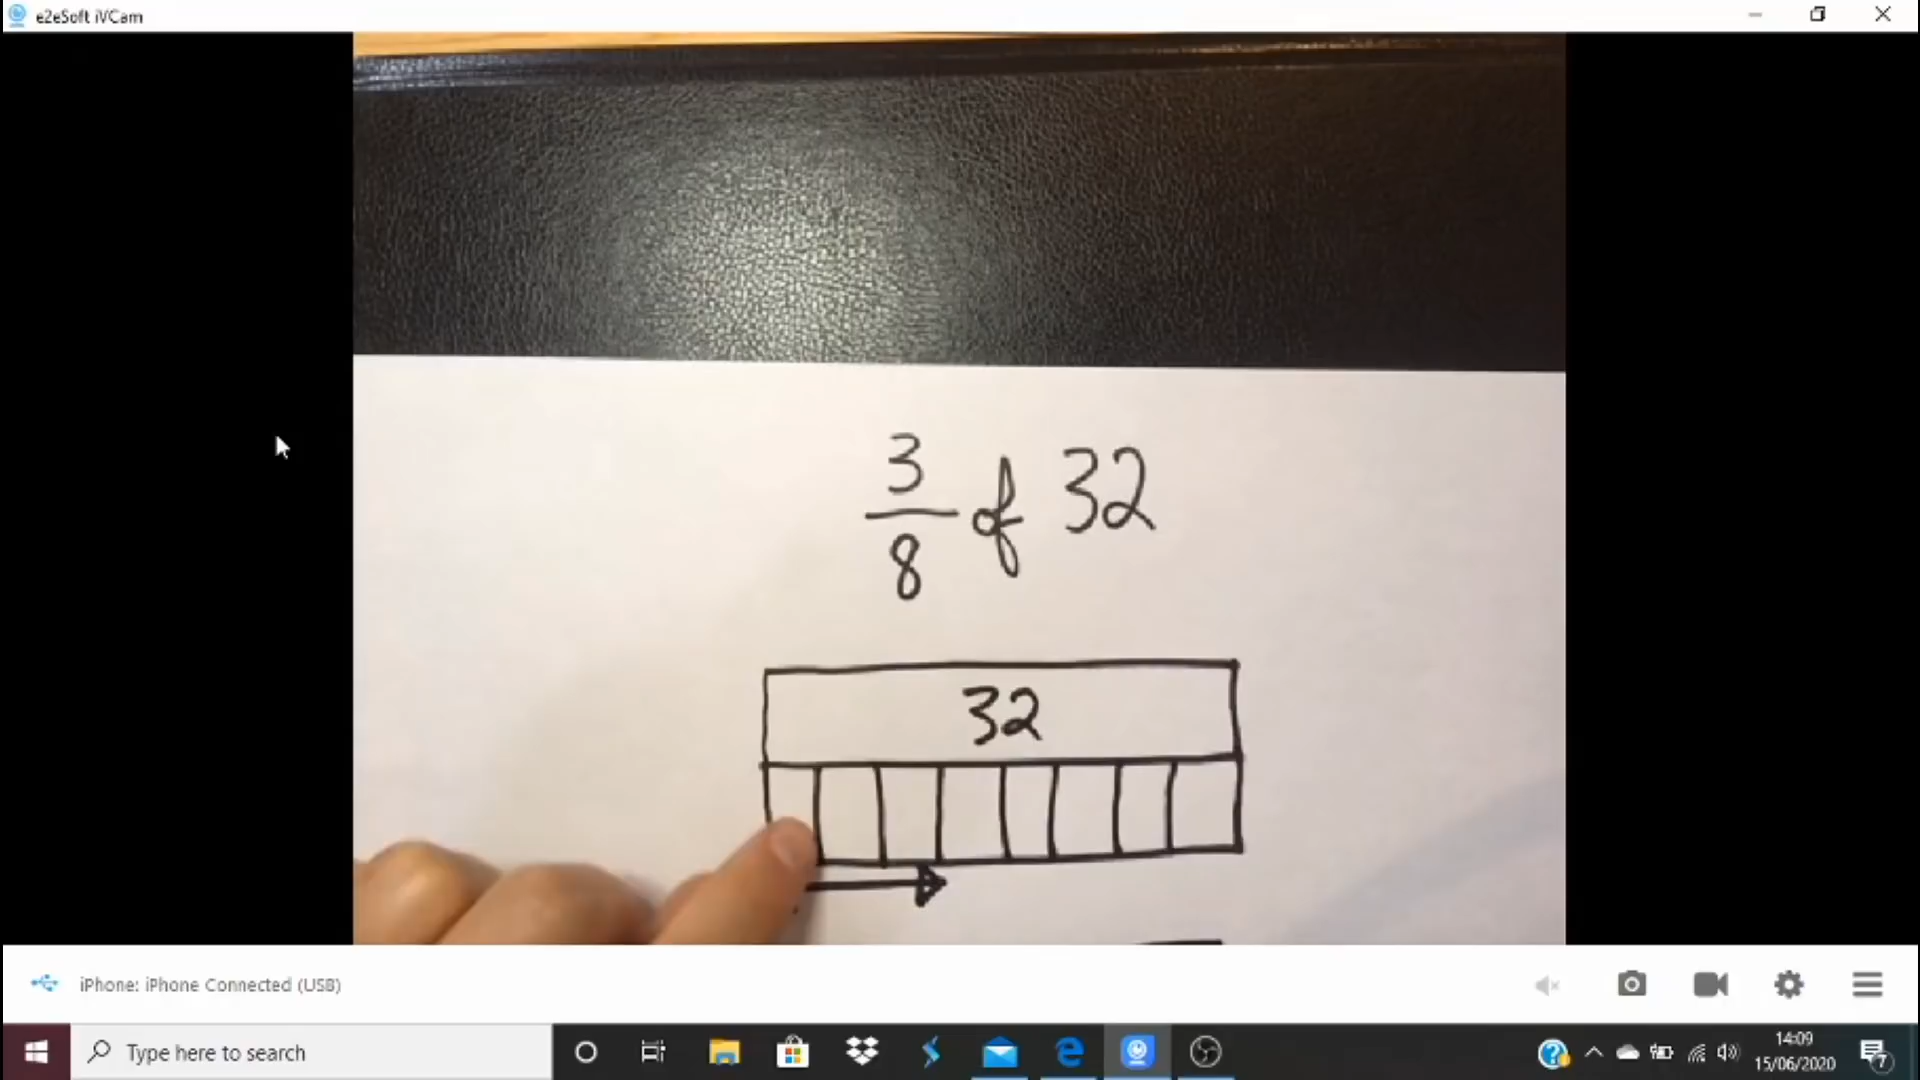 e2eSoft iVCam
3
8
of 32
32
iPhone: iPhone Connected (USB)
Type here to search
14:09
15/06/2020
7